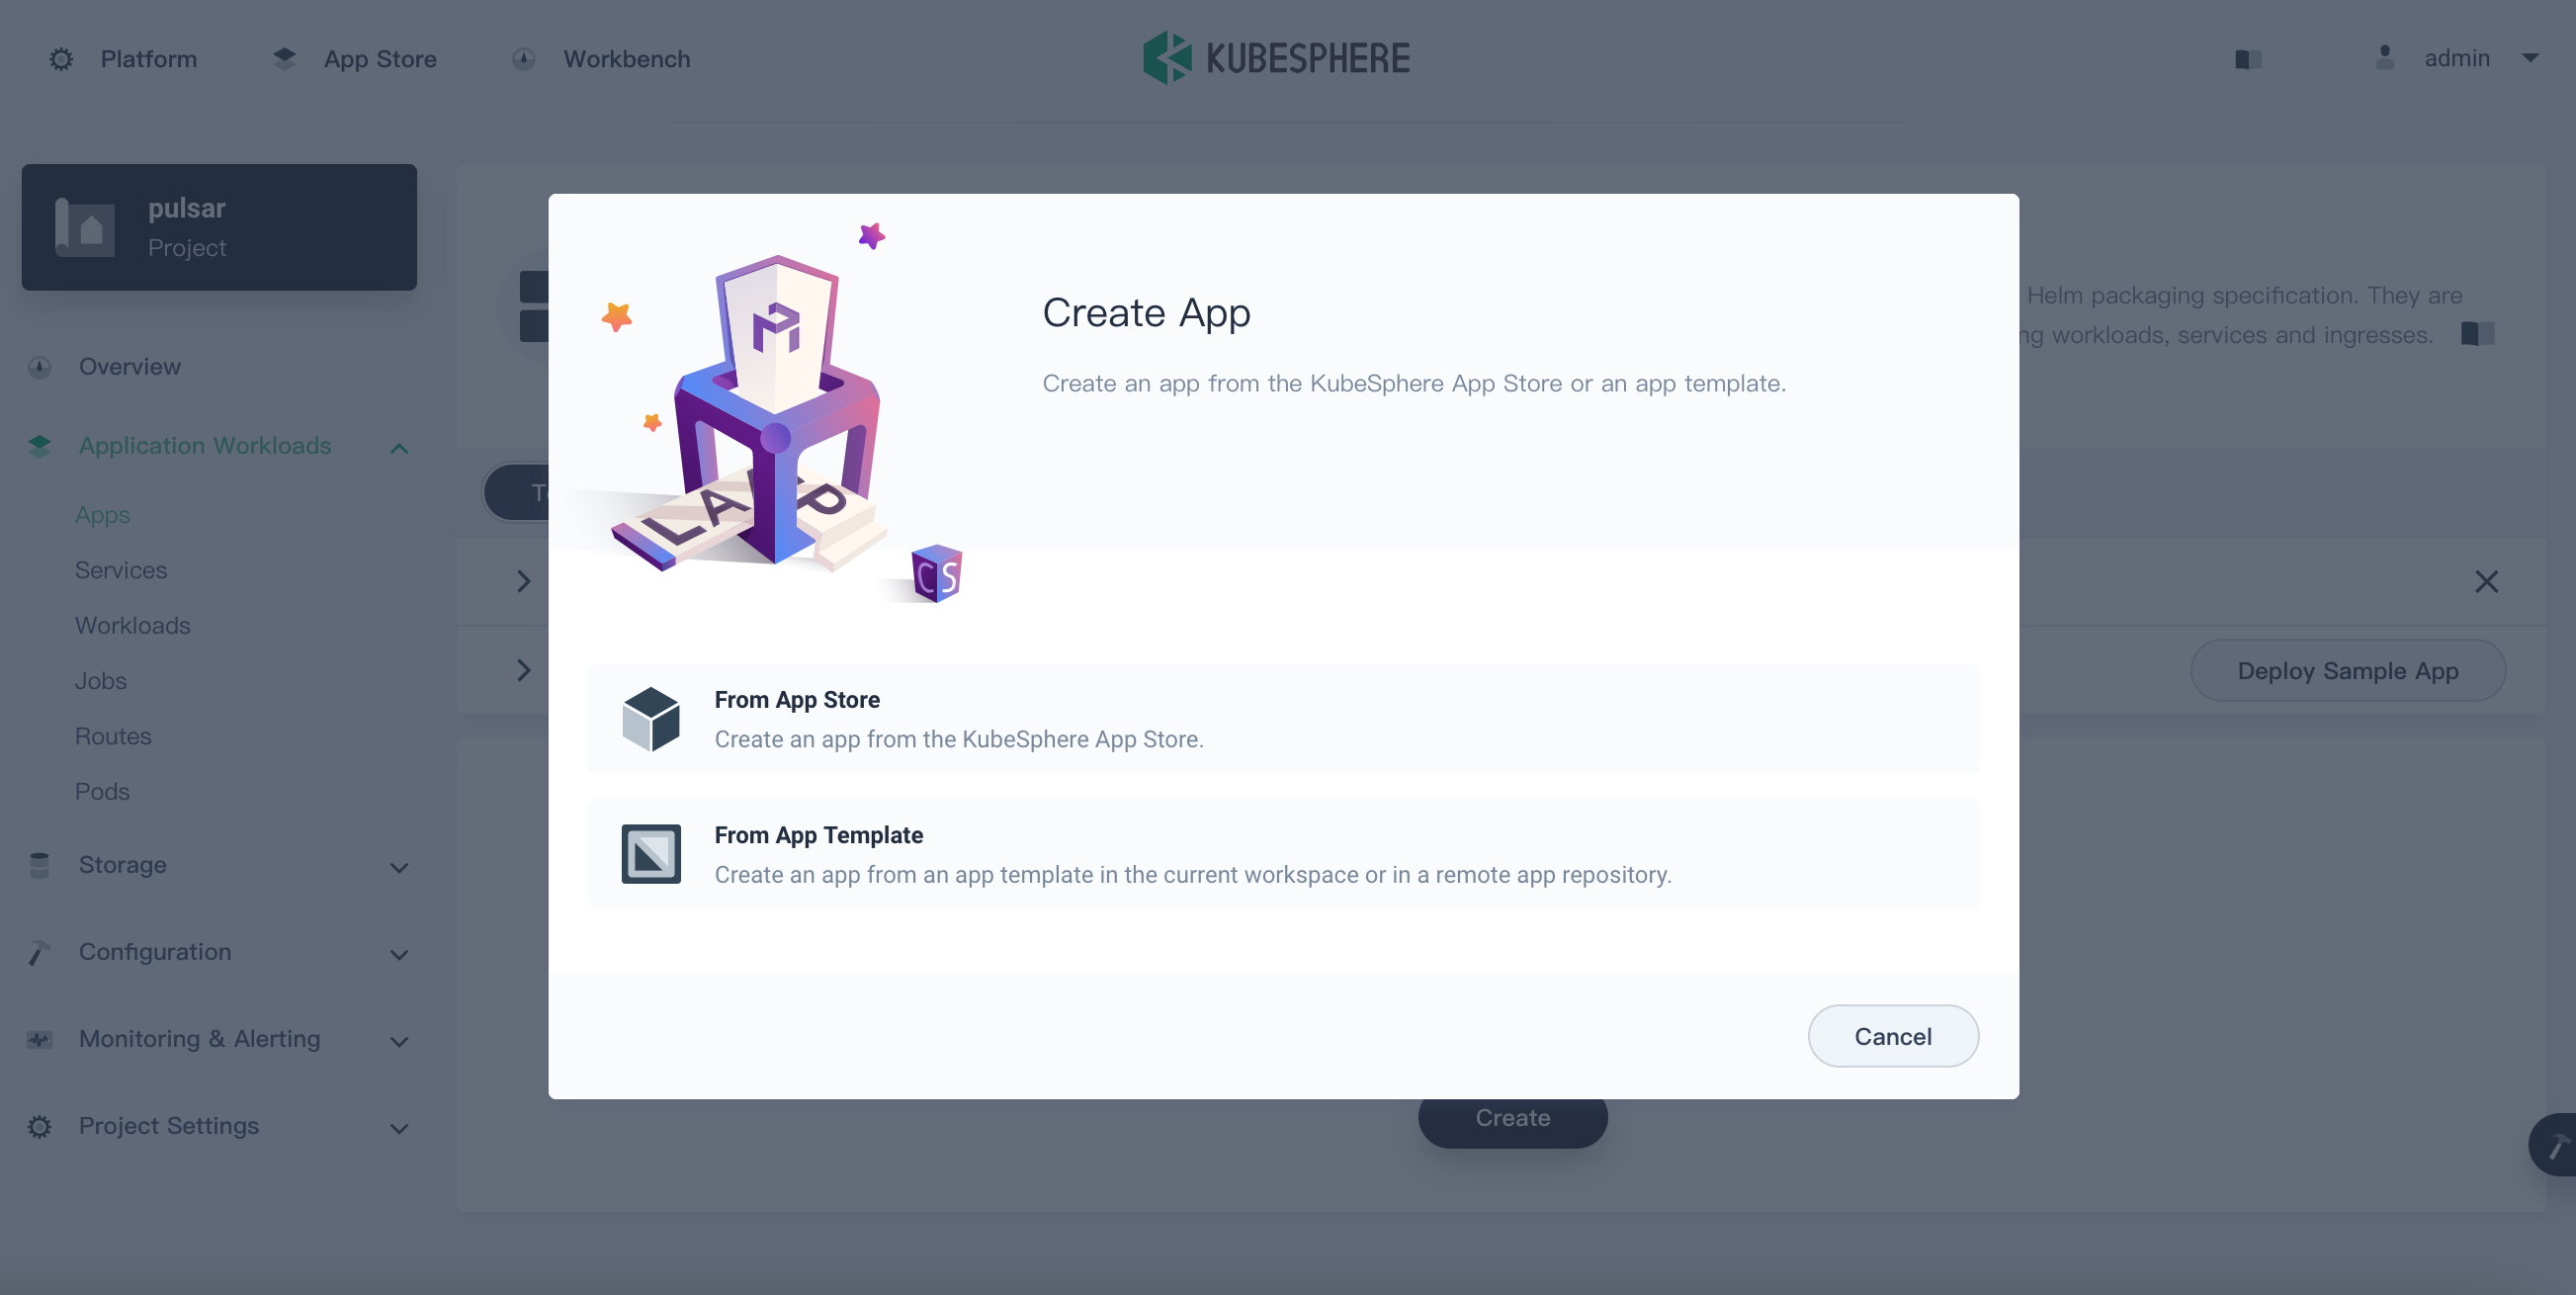 Platform
App Store
Workbench
KUBESPHERE
admin
pulsar
Project
Overview
Application Workloads
Apps
Services
Workloads
Jobs
Routes
Pods
Storage
Configuration
Monitoring & Alerting
Project Settings
Helm packaging specification. They are
workloads, services and ingresses.
Create App
Create an app from the KubeSphere App Store or an app template.
CS
From App Store
Create an app from the KubeSphere App Store.
From App Template
Create an app from an app template in the current workspace or in a remote app repository.
Cancel
Deploy Sample App
Create